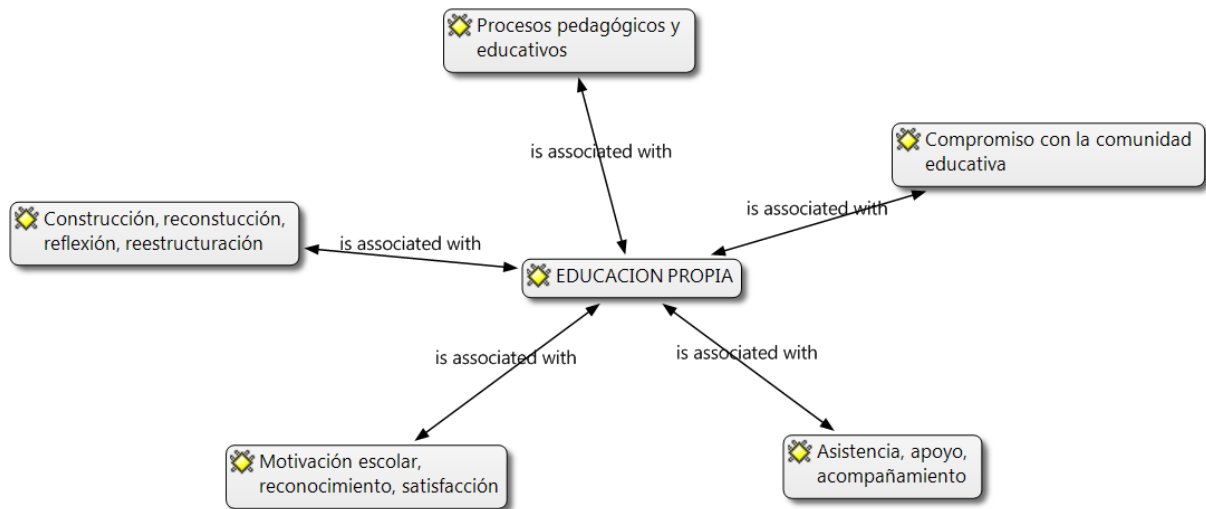 Procesos pedagógicos y
educativos
is associated with
Compromiso con la comunidad
educativa
is associated with
Construcción, reconstucción,
reflexión, reestructuración
is associated with
EDUCACION PROPIA
is associated with
is associated with
Motivación escolar,
reconocimiento, satisfacción
Asistencia, apoyo,
acompañamiento